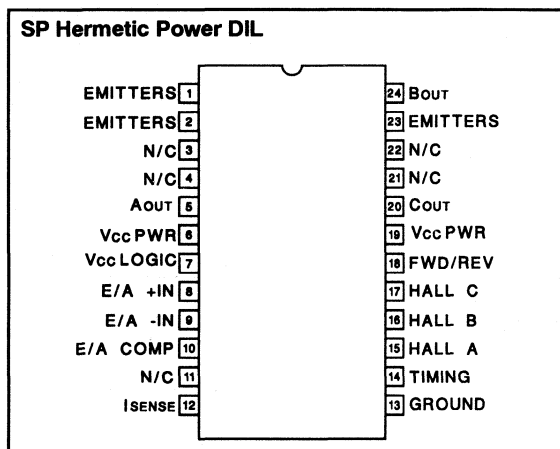 SP Hermetic Power DIL
EMITTERS 1 24 BOUT
EMITTERS 2 23 EMITTERS
N/C 3 22 N/C
N/C 4 21 N/C
AOUT 5 20 COUT
Vcc PWR 6 19 Vcc PWR
Vcc LOGIC 7 18 FWD/REV
E/A +IN 8 17 HALL C
E/A -IN 9 16 HALL B
E/A COMP 10 15 HALL A
N/C 11 14 TIMING
ISENSE 12 13 GROUND